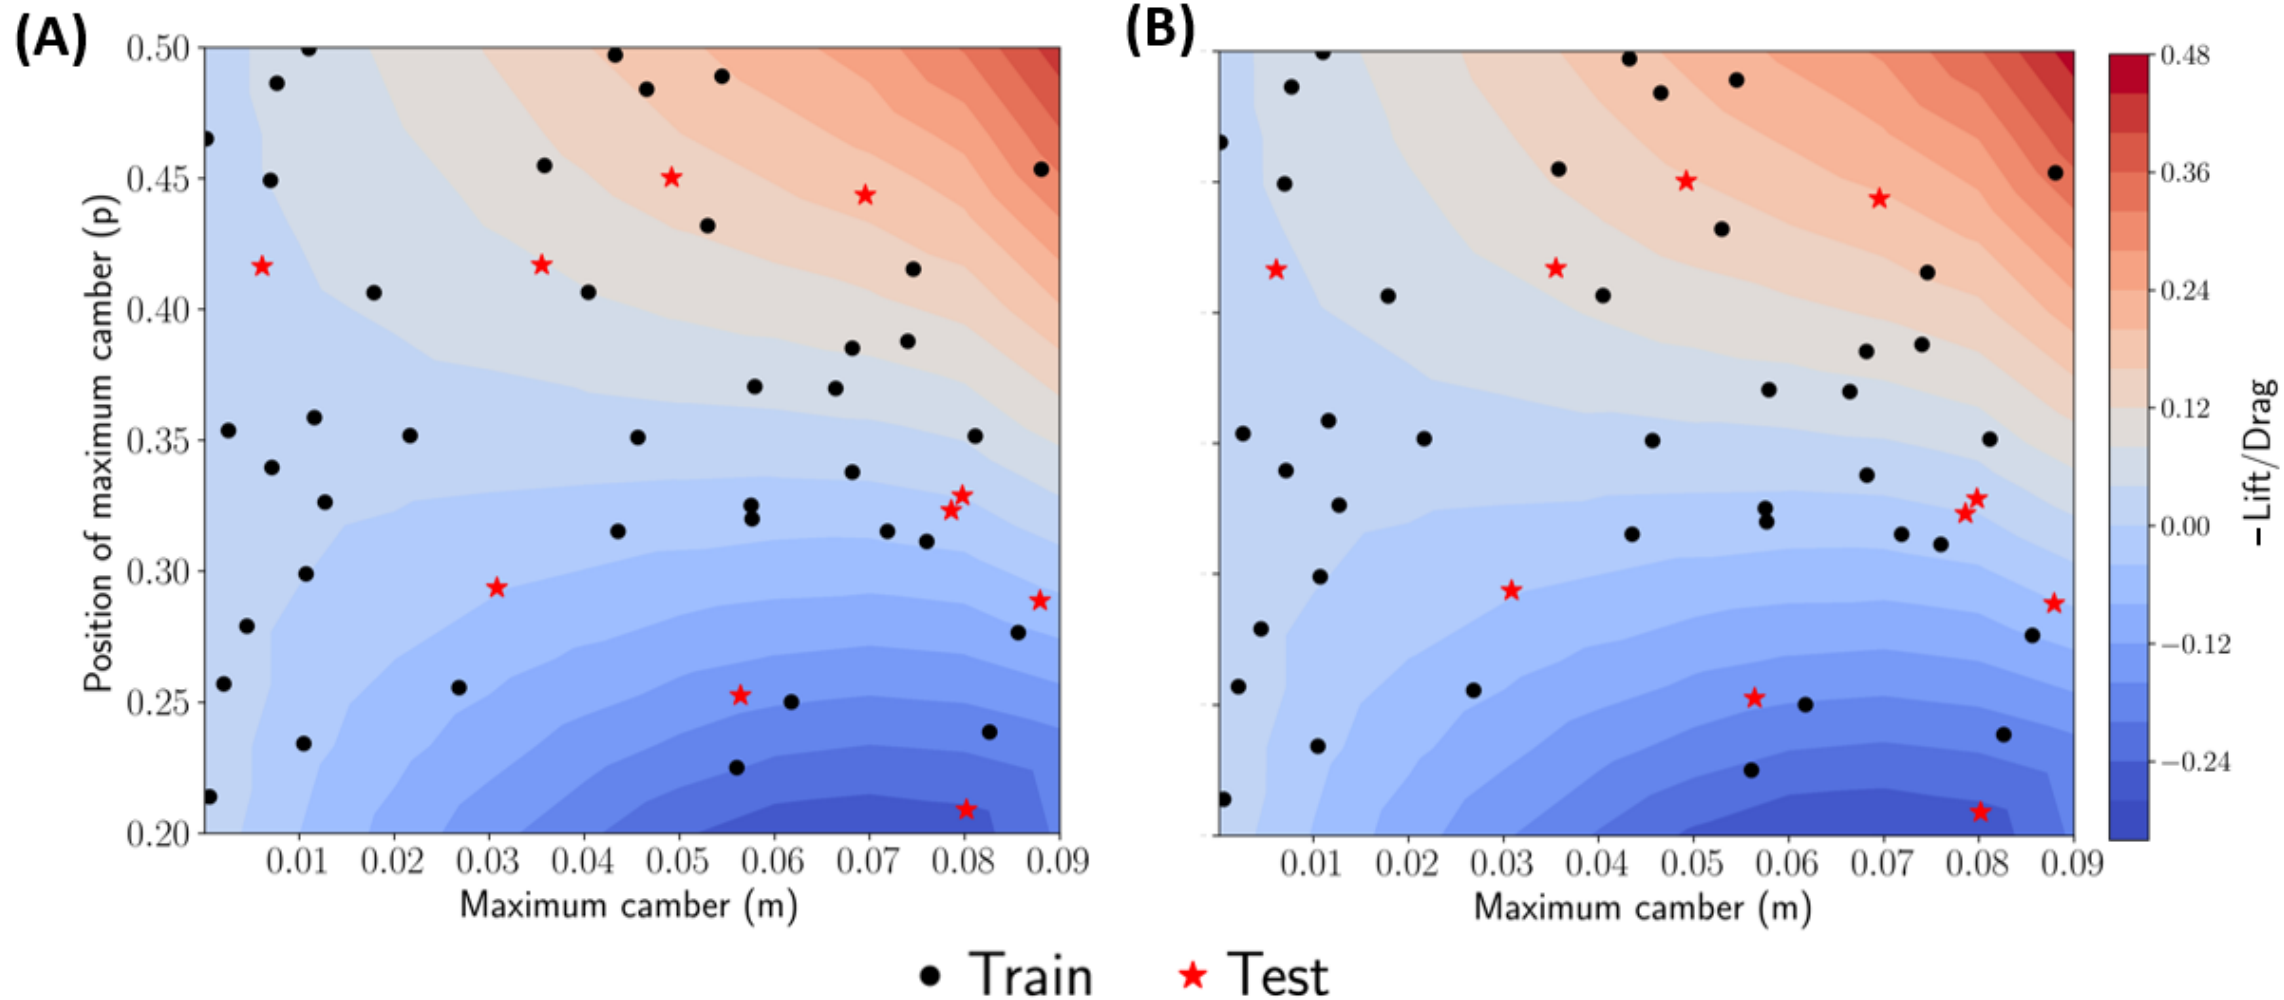 (A)
(B)
0.50
0.45
0.40
0.35
0.30
0.25
0.20
Position of maximum camber (p)
0.01 0.02 0.03 0.04 0.05 0.06 0.07 0.08 0.09
Maximum camber (m)
0.01 0.02 0.03 0.04 0.05 0.06 0.07 0.08 0.09
Maximum camber (m)
0.48
0.36
0.24
0.12
0.00
−0.12
−0.24
−Lift/Drag
Train
Test